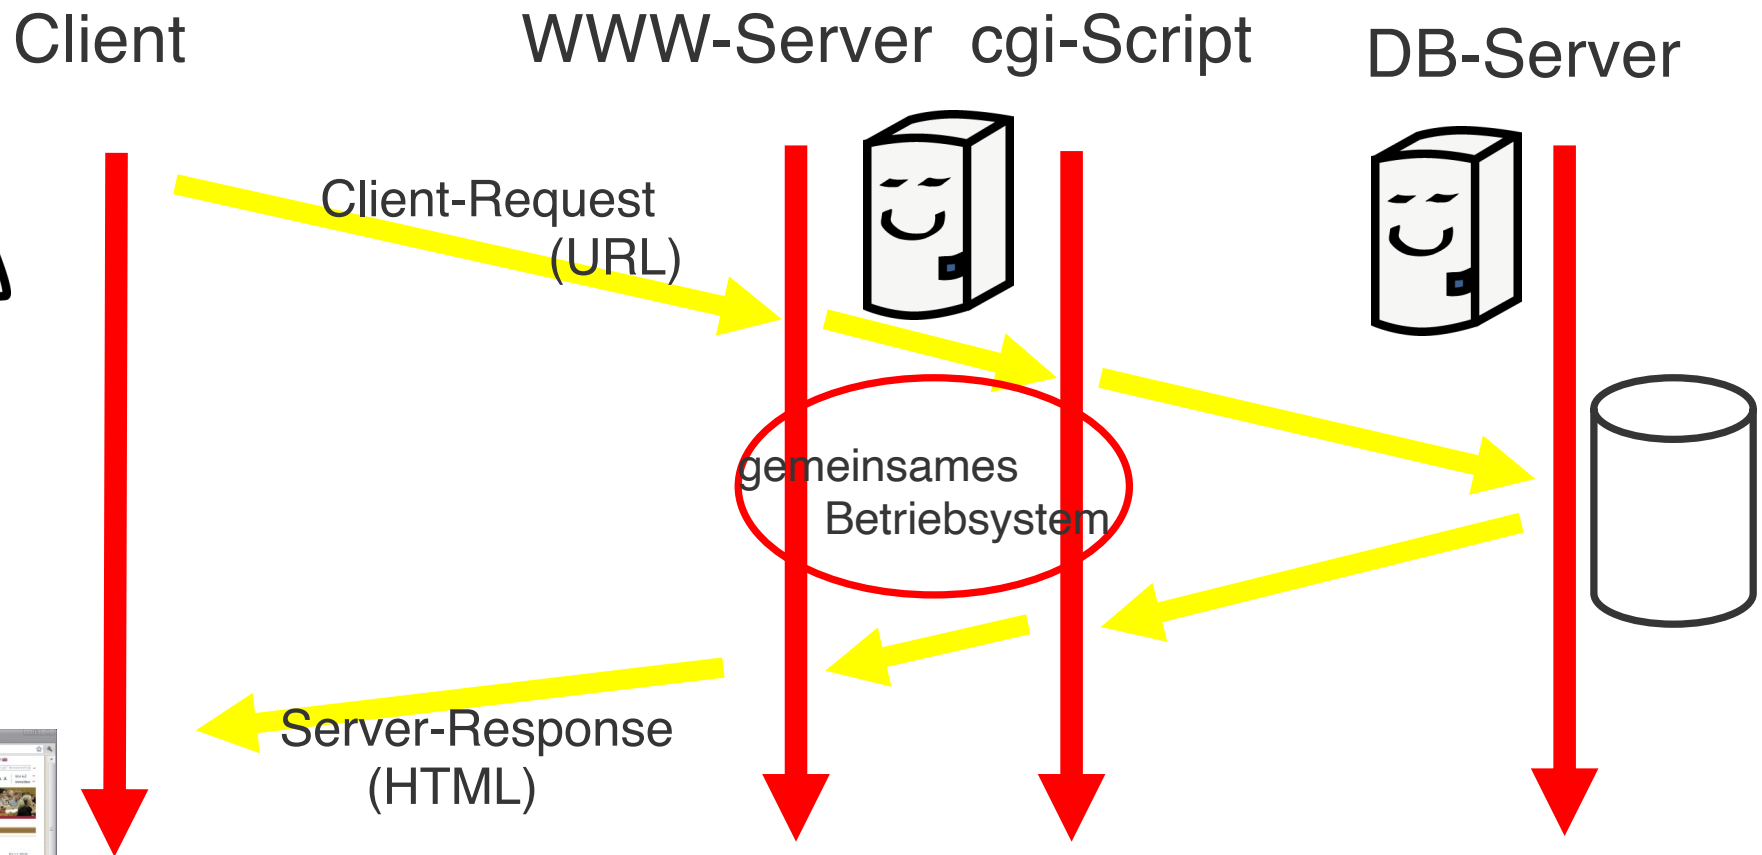 Client
WWW-Server
cgi-Script
DB-Server
Client-Request
(URL)
gemeinsames
Betriebsystem
Server-Response
(HTML)